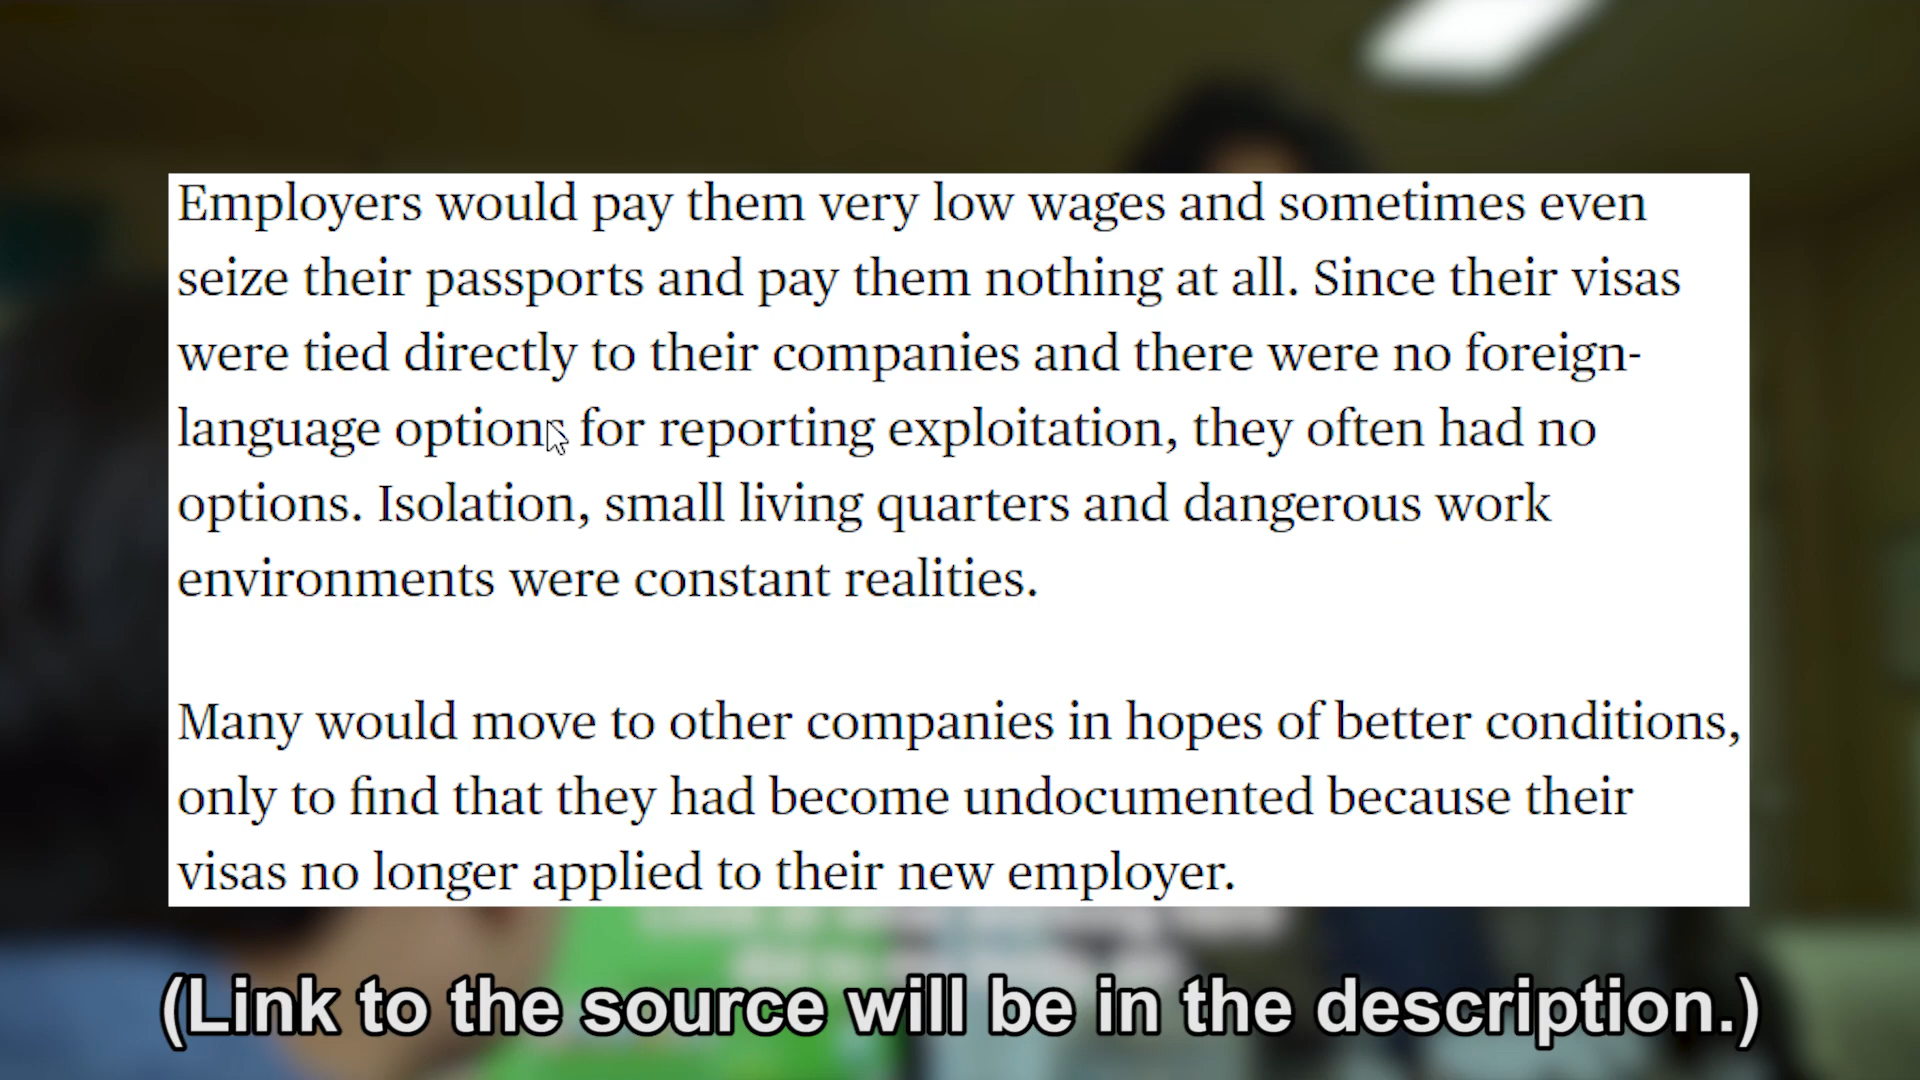 Employers would pay them very low wages and sometimes even
seize their passports and pay them nothing at all. Since their visas
were tied directly to their companies and there were no foreign-
language options for reporting exploitation, they often had no
options. Isolation, small living quarters and dangerous work
environments were constant realities.
Many would move to other companies in hopes of better conditions,
only to find that they had become undocumented because their
visas no longer applied to their new employer.
(Link to the source will be in the description.)